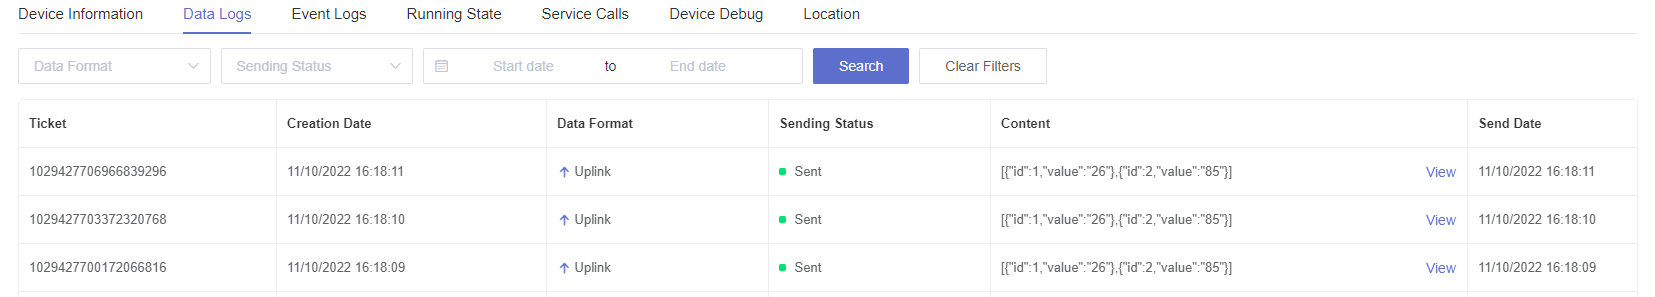 Device Information Data Logs Event Logs Running State Service Calls Device Debug Location
Data Format Sending Status Start date to End date Search Clear Filters
Ticket Creation Date Data Format Sending Status Content Send Date
1029427706966839296 11/10/2022 16:18:11 Uplink Sent [{"id":1,"value":"26"},{"id":2,"value":"85"}] View 11/10/2022 16:18:11
1029427703372320768 11/10/2022 16:18:10 Uplink Sent [{"id":1,"value":"26"},{"id":2,"value":"85"}] View 11/10/2022 16:18:10
1029427700172066816 11/10/2022 16:18:09 Uplink Sent [{"id":1,"value":"26"},{"id":2,"value":"85"}] View 11/10/2022 16:18:09